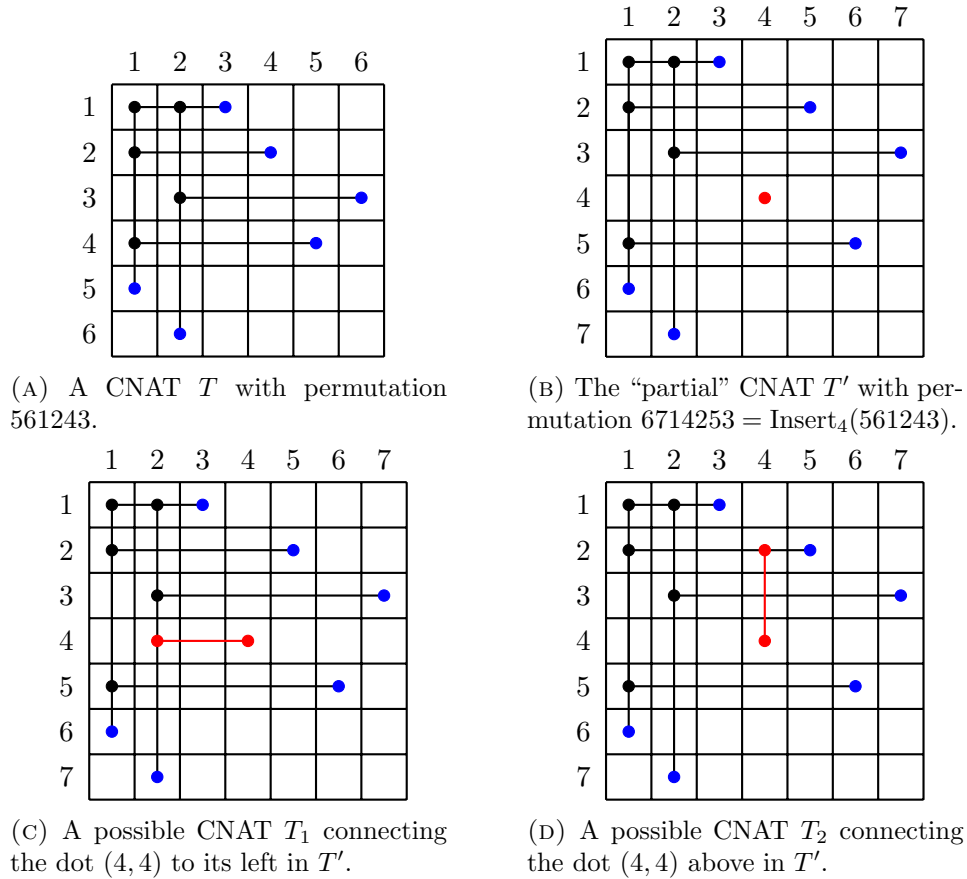 1 2 3 4 5 6
1
2
3
4
5
6
(A) A CNAT T with permutation
561243.
1 2 3 4 5 6 7
1
2
3
4
5
6
7
(B) The “partial” CNAT T′ with per-
mutation 6714253 = Insert₄(561243).
1 2 3 4 5 6 7
1
2
3
4
5
6
7
(C) A possible CNAT T₁ connecting
the dot (4, 4) to its left in T′.
1 2 3 4 5 6 7
1
2
3
4
5
6
7
(D) A possible CNAT T₂ connecting
the dot (4, 4) above in T′.